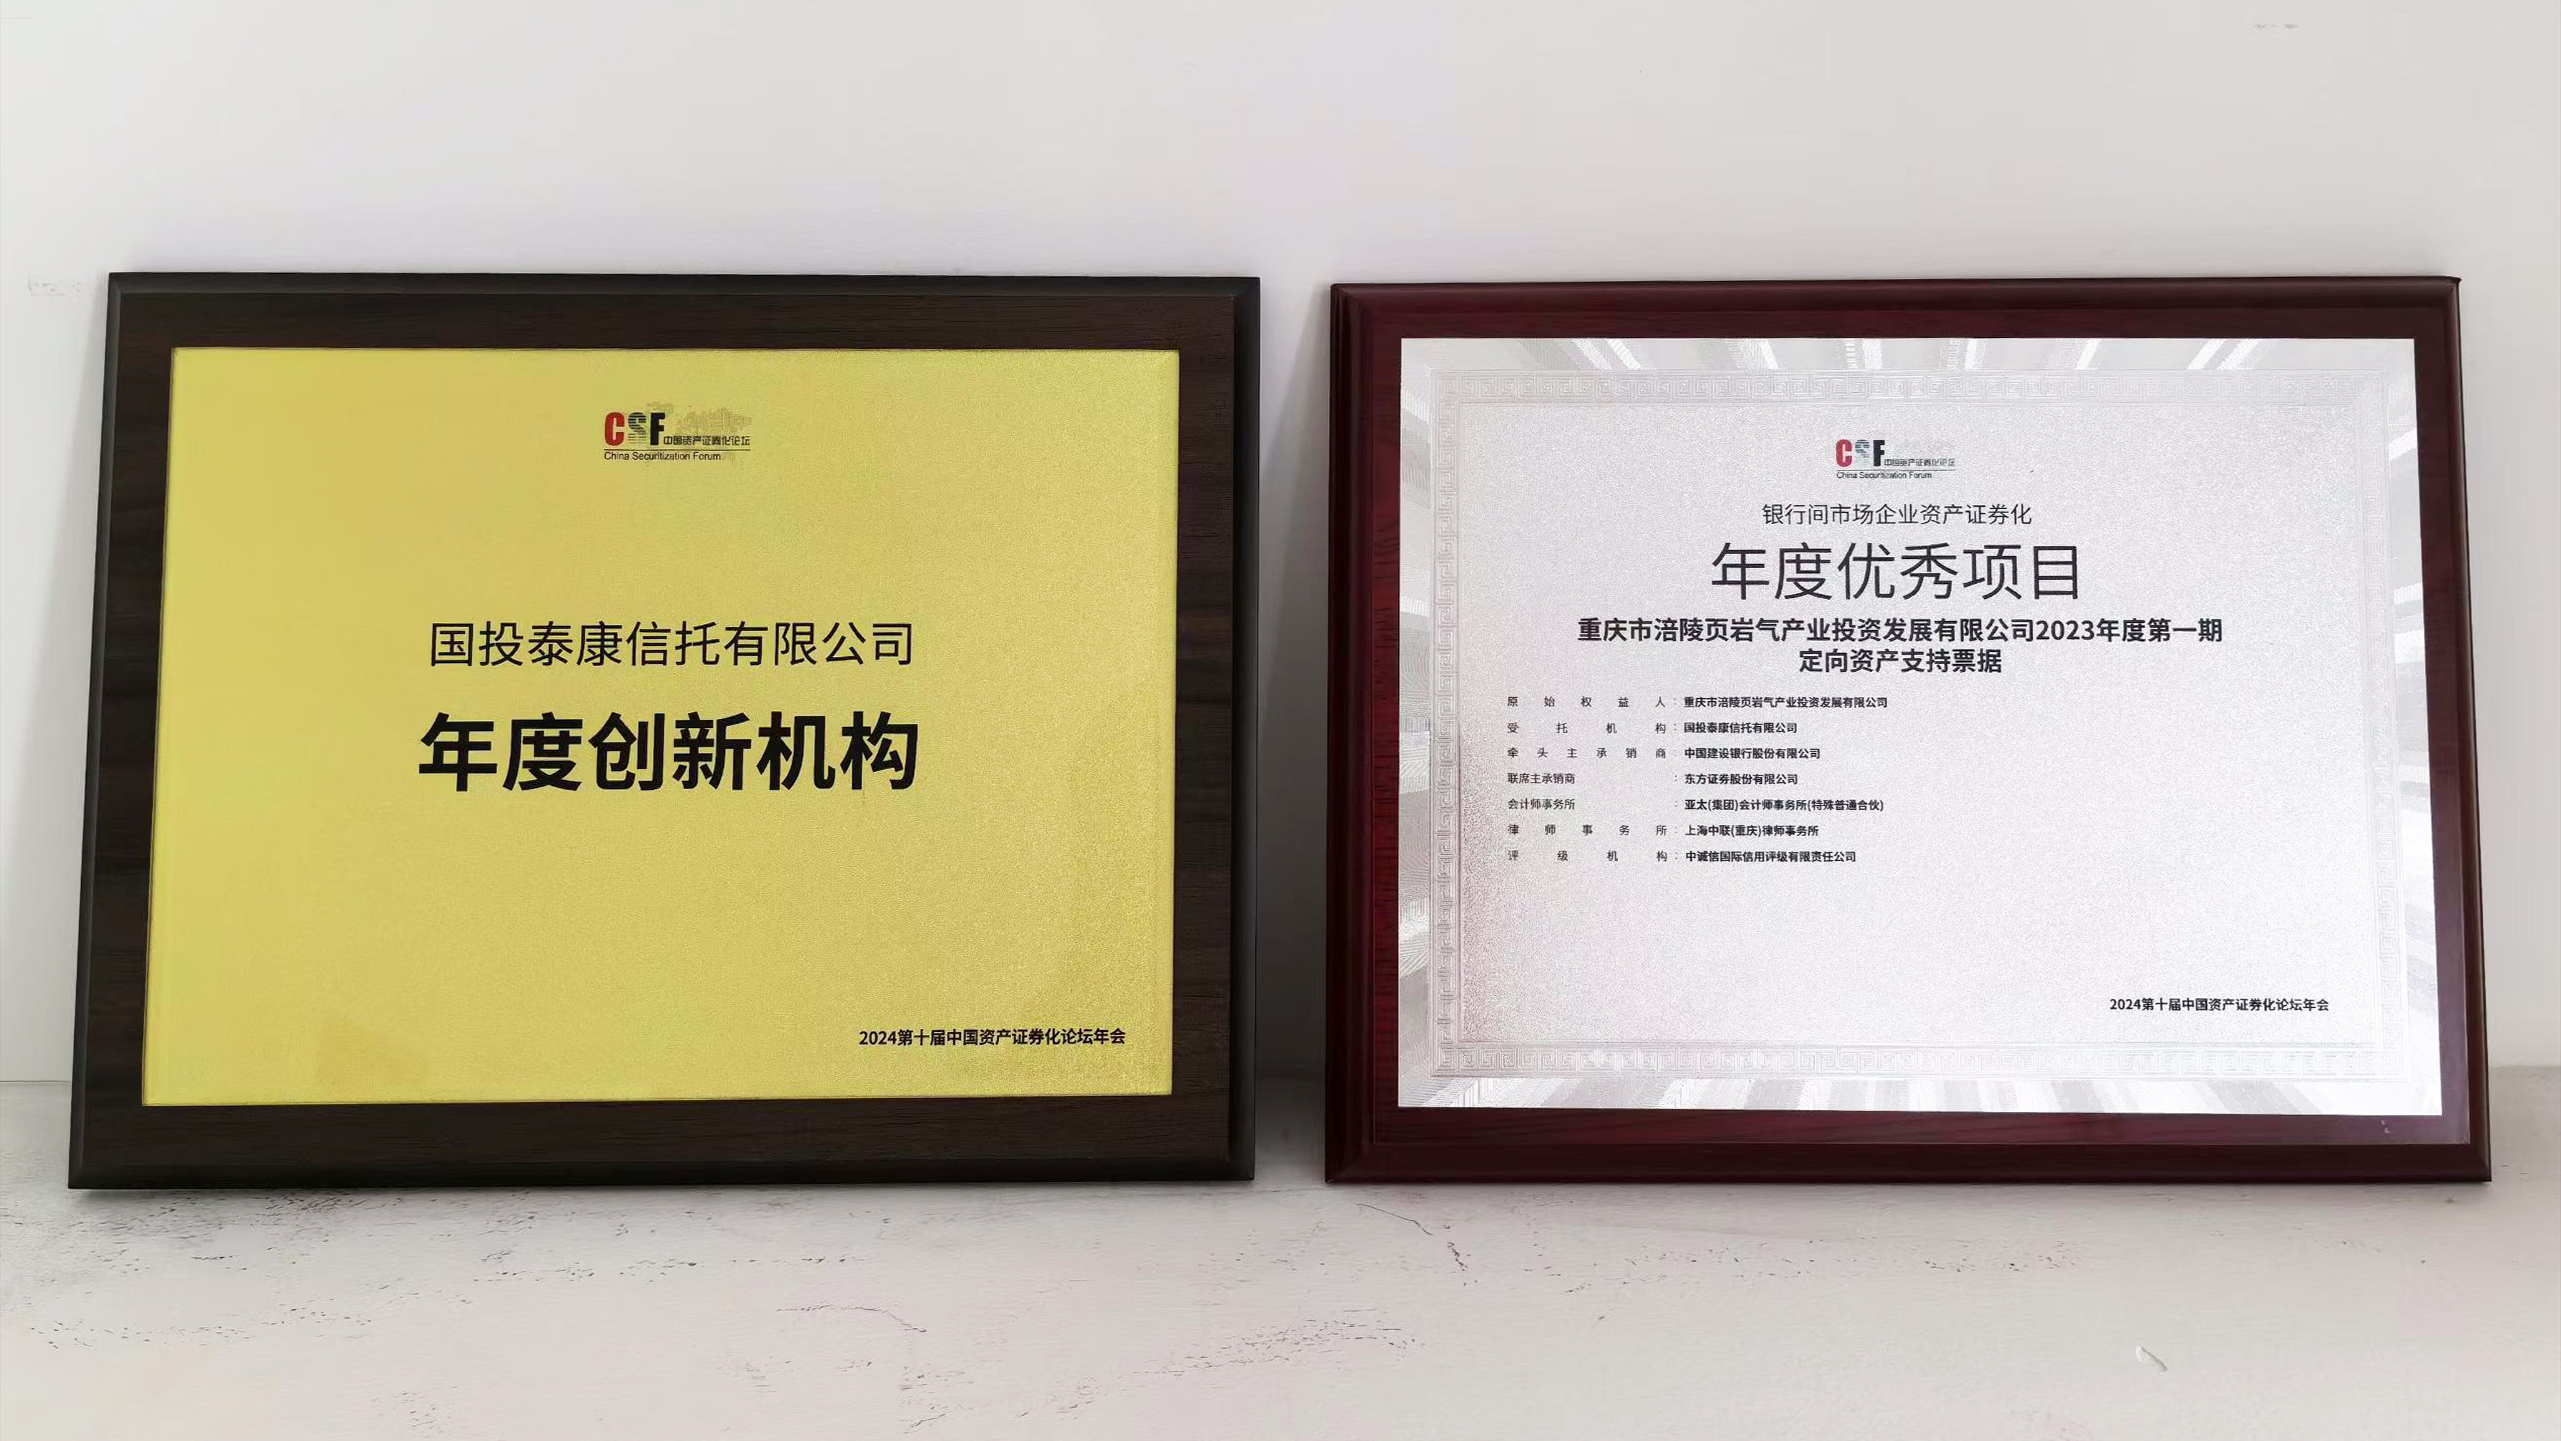 CSF 中国资产证券化论坛
China Securitization Forum
国投泰康信托有限公司
年度创新机构
2024第十届中国资产证券化论坛年会
CSF 中国资产证券化论坛
China Securitization Forum
银行间市场企业资产证券化
年度优秀项目
重庆市涪陵页岩气产业投资发展有限公司2023年度第一期
定向资产支持票据
原始权益人：重庆市涪陵页岩气产业投资发展有限公司
受托机构：国投泰康信托有限公司
牵头主承销商：中国建设银行股份有限公司
联席主承销商：东方证券股份有限公司
会计师事务所：亚太(集团)会计师事务所(特殊普通合伙)
律师事务所：上海中联(重庆)律师事务所
评级机构：中诚信国际信用评级有限责任公司
2024第十届中国资产证券化论坛年会